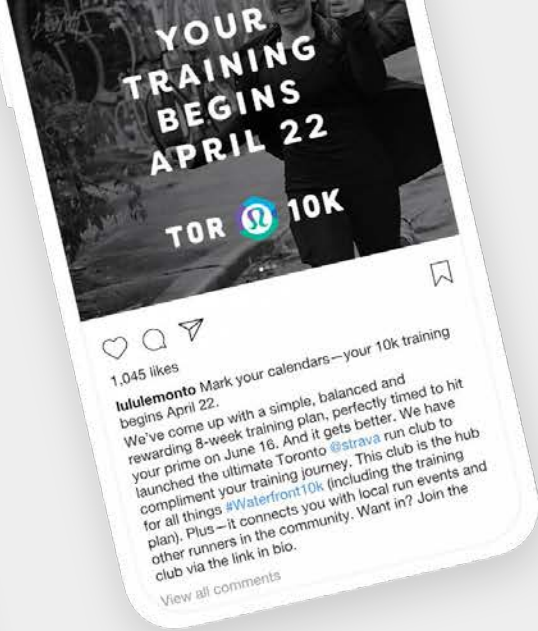 YOUR
TRAINING
BEGINS
APRIL 22
TOR 10K
1,045 likes
lululemonto Mark your calendars—your 10k training
begins April 22.
We've come up with a simple, balanced and
rewarding 8-week training plan, perfectly timed to hit
your prime on June 16. And it gets better. We have
launched the ultimate Toronto @strava run club to
compliment your training journey. This club is the hub
for all things #Waterfront10k (including the training
plan). Plus—it connects you with local run events and
other runners in the community. Want in? Join the
club via the link in bio.
View all comments